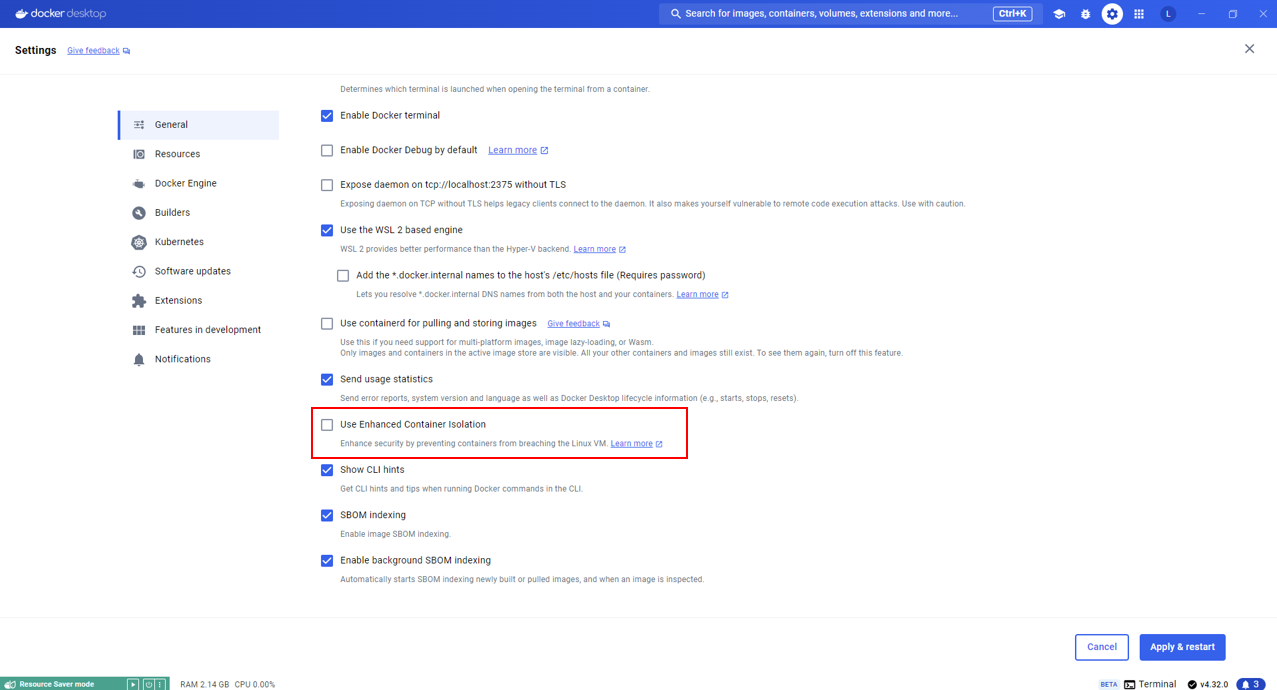 docker desktop
Search for images, containers, volumes, extensions and more...
Ctrl+K
L
Settings
Give feedback
General
Resources
Docker Engine
Builders
Kubernetes
Software updates
Extensions
Features in development
Notifications
Determines which terminal is launched when opening the terminal from a container.
Enable Docker terminal
Enable Docker Debug by default Learn more
Expose daemon on tcp://localhost:2375 without TLS
Exposing daemon on TCP without TLS helps legacy clients connect to the daemon. It also makes yourself vulnerable to remote code execution attacks. Use with caution.
Use the WSL 2 based engine
WSL 2 provides better performance than the Hyper-V backend. Learn more
Add the *.docker.internal names to the host's /etc/hosts file (Requires password)
Lets you resolve *.docker.internal DNS names from both the host and your containers. Learn more
Use containerd for pulling and storing images Give feedback
Use this if you need support for multi-platform images, image lazy-loading, or Wasm.
Only images and containers in the active image store are visible. All your other containers and images still exist. To see them again, turn off this feature.
Send usage statistics
Send error reports, system version and language as well as Docker Desktop lifecycle information (e.g., starts, stops, resets).
Use Enhanced Container Isolation
Enhance security by preventing containers from breaching the Linux VM. Learn more
Show CLI hints
Get CLI hints and tips when running Docker commands in the CLI.
SBOM indexing
Enable image SBOM indexing.
Enable background SBOM indexing
Automatically starts SBOM indexing newly built or pulled images, and when an image is inspected.
Cancel
Apply & restart
Resource Saver mode
RAM 2.14 GB CPU 0.00%
BETA
Terminal
v4.32.0
3